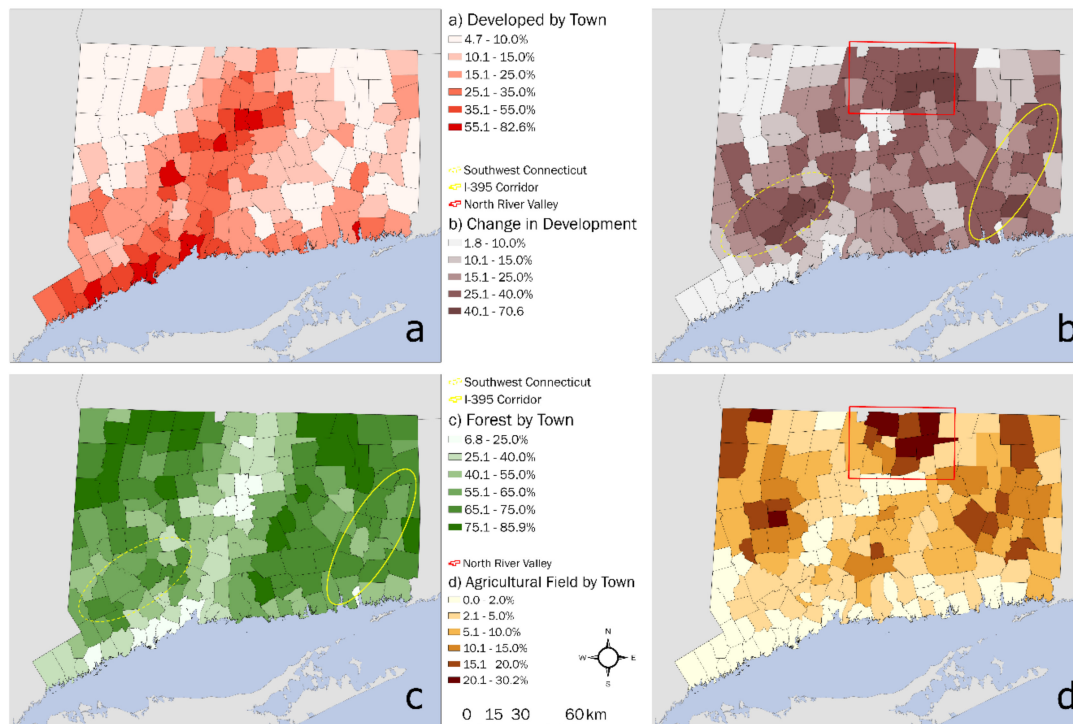 a) Developed by Town
4.7 - 10.0%
10.1 - 15.0%
15.1 - 25.0%
25.1 - 35.0%
35.1 - 55.0%
55.1 - 82.6%
Southwest Connecticut
I-395 Corridor
North River Valley
b) Change in Development
1.8 - 10.0%
10.1 - 15.0%
15.1 - 25.0%
25.1 - 40.0%
40.1 - 70.6
a
b
Southwest Connecticut
I-395 Corridor
c) Forest by Town
6.8 - 25.0%
25.1 - 40.0%
40.1 - 55.0%
55.1 - 65.0%
65.1 - 75.0%
75.1 - 85.9%
North River Valley
d) Agricultural Field by Town
0.0 - 2.0%
2.1 - 5.0%
5.1 - 10.0%
10.1 - 15.0%
15.1 20.0%
20.1 - 30.2%
N
W E
S
0 15 30 60 km
c
d